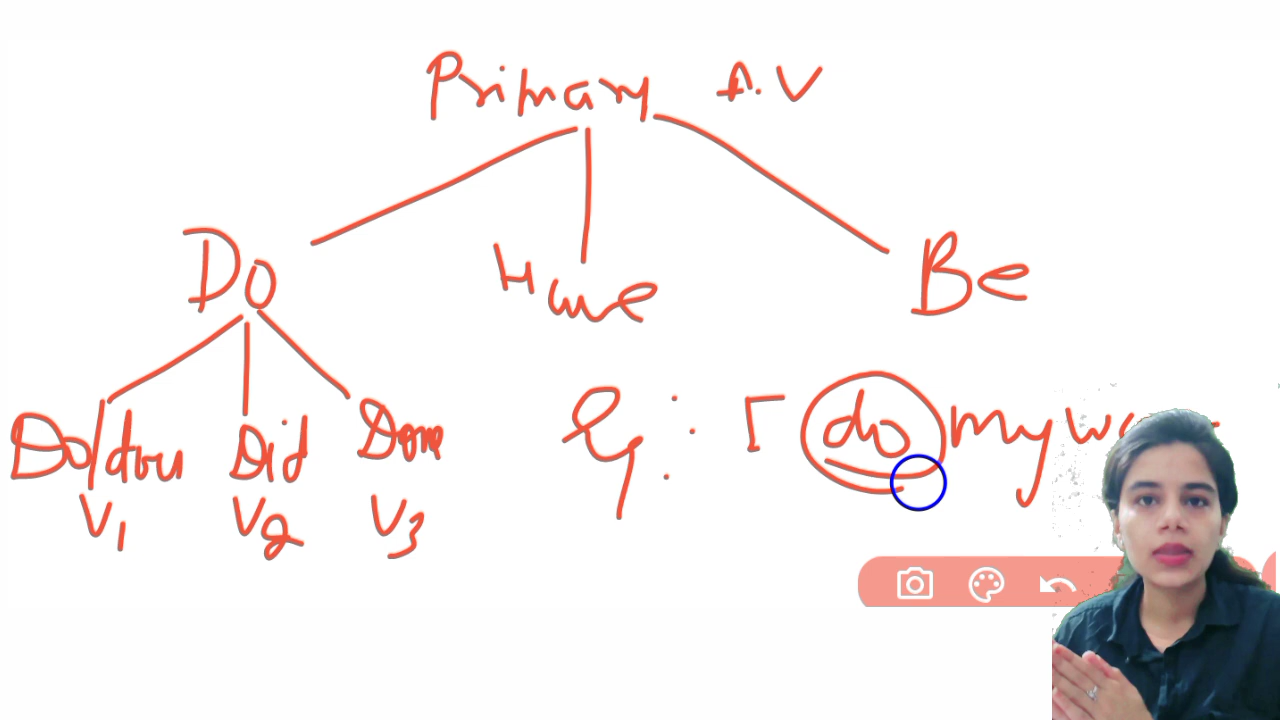 Primary A.V
Do Have Be
Do/does Did Done
V1 V2 V3
Eg: I do my